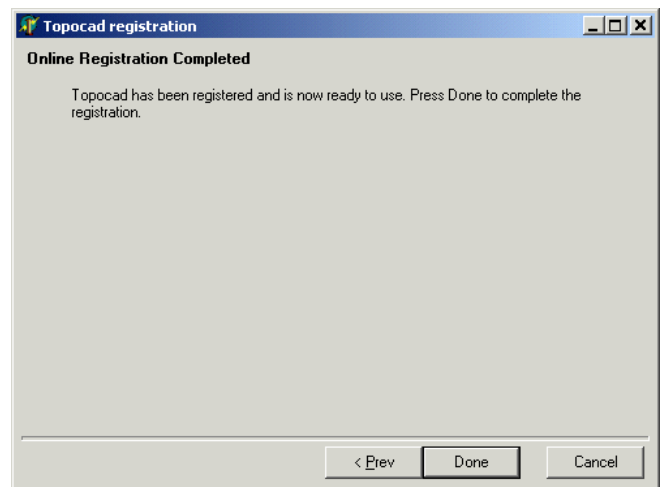 Topocad registration
Online Registration Completed
Topocad has been registered and is now ready to use. Press Done to complete the
registration.
< Prev
Done
Cancel